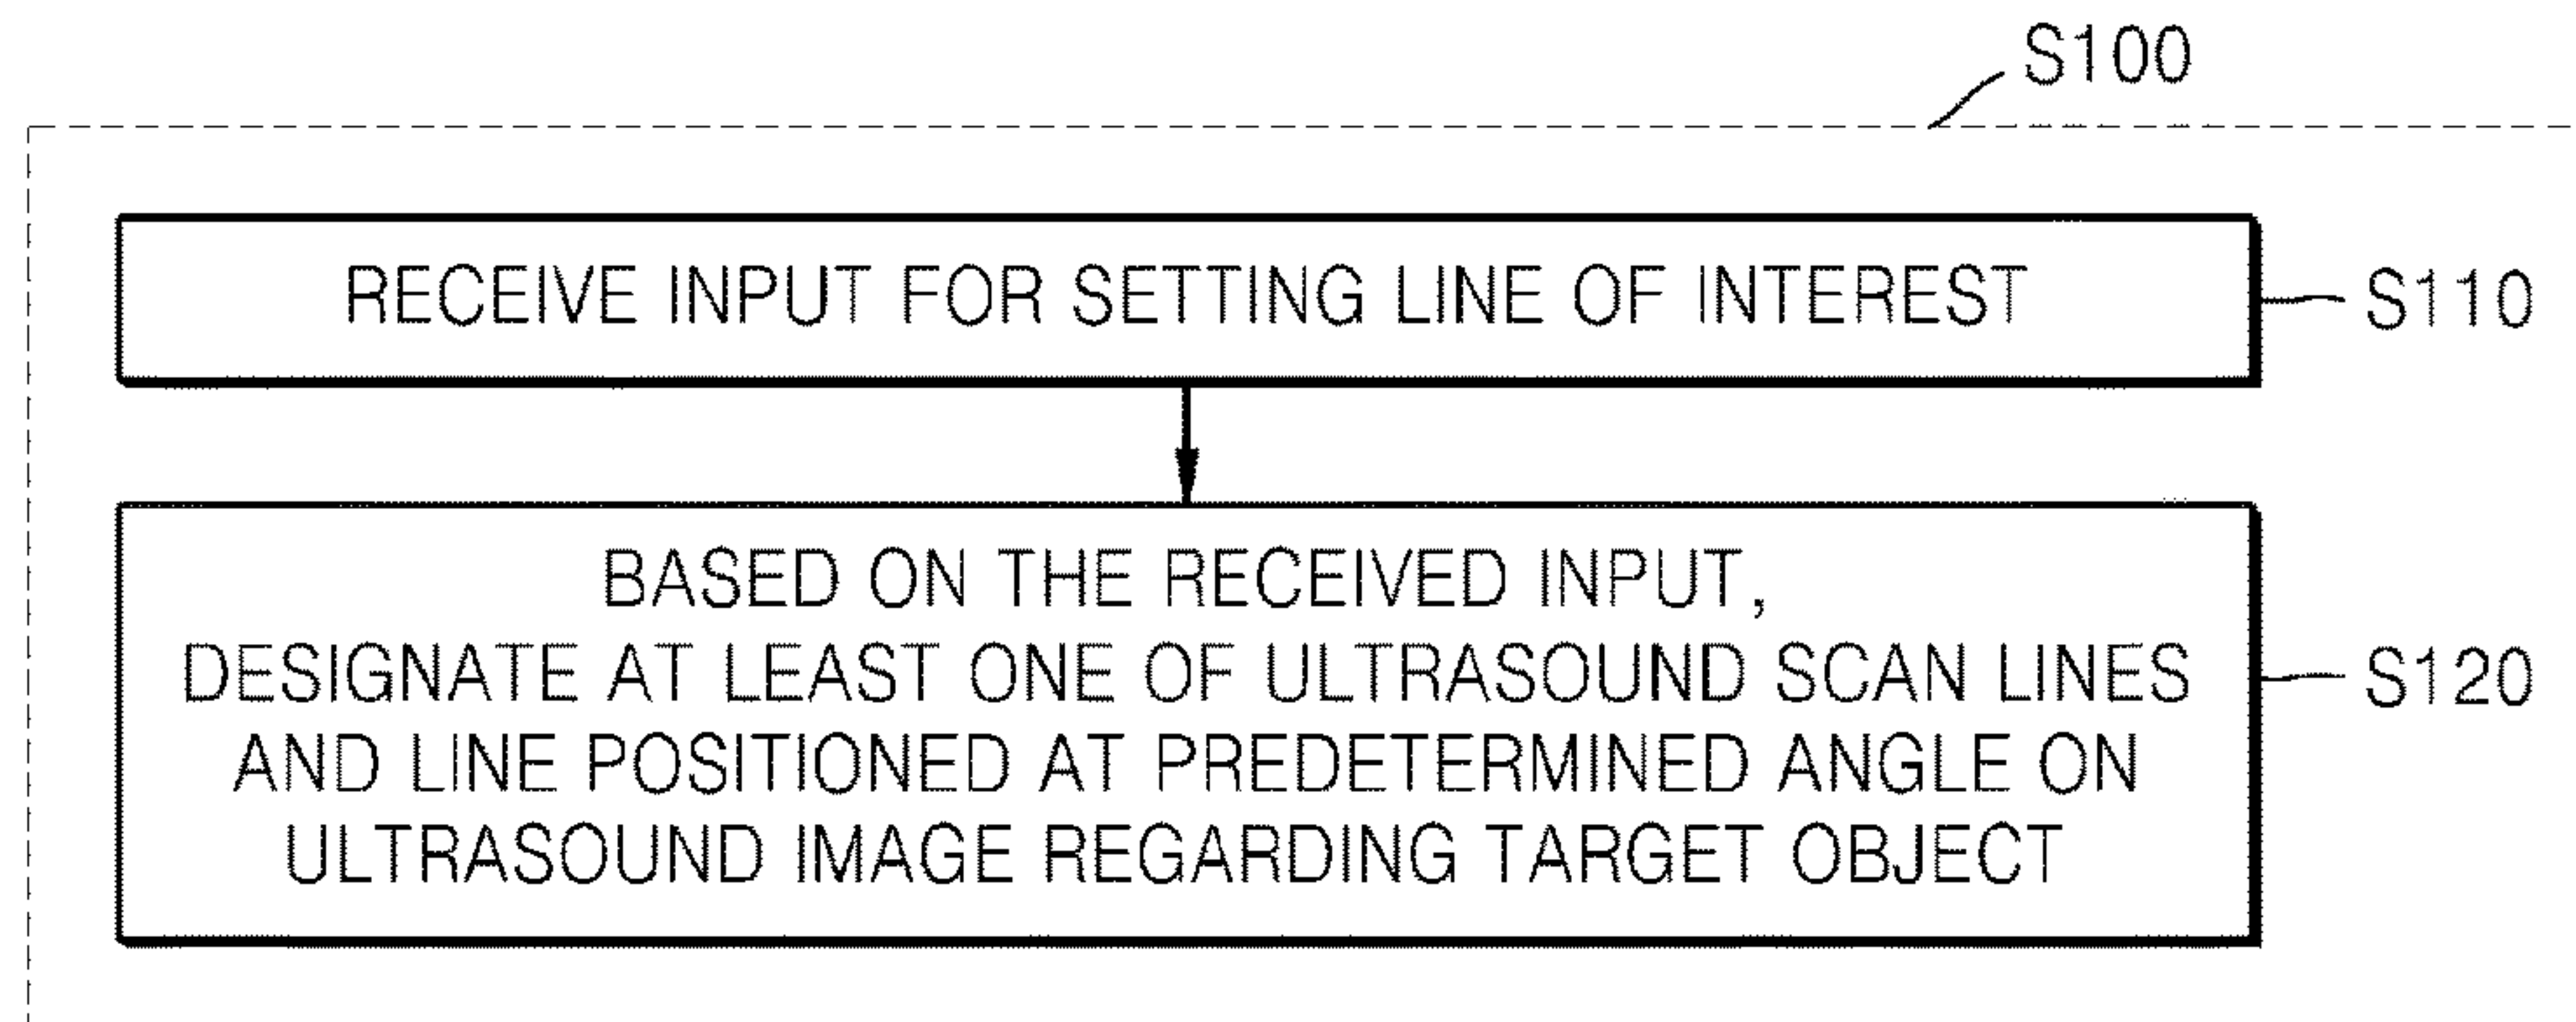 S100
RECEIVE INPUT FOR SETTING LINE OF INTEREST
S110
BASED ON THE RECEIVED INPUT,
DESIGNATE AT LEAST ONE OF ULTRASOUND SCAN LINES
AND LINE POSITIONED AT PREDETERMINED ANGLE ON
ULTRASOUND IMAGE REGARDING TARGET OBJECT
S120